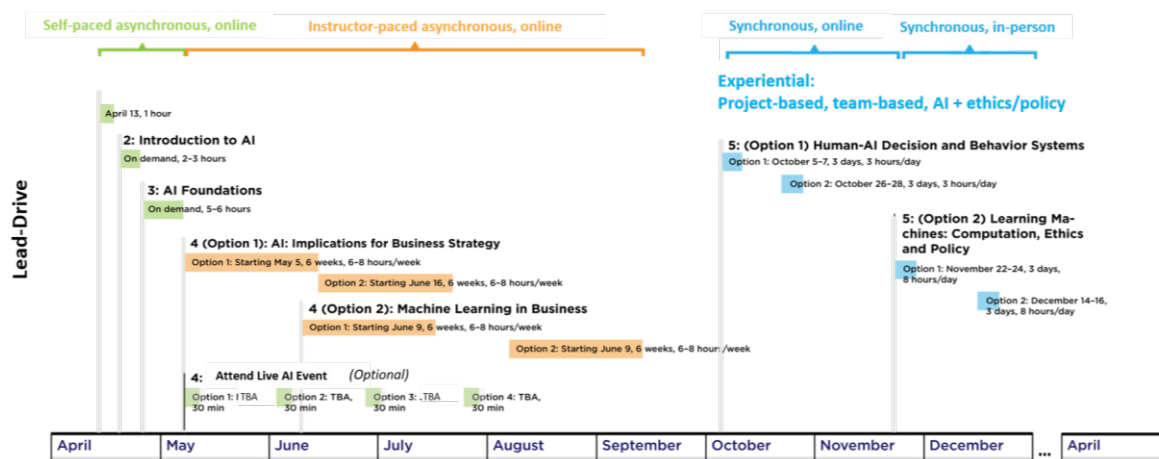 Self-paced asynchronous, online
Instructor-paced asynchronous, online
Synchronous, online
Synchronous, in-person
Experiential:
Project-based, team-based, AI + ethics/policy
Lead-Drive
April 13, 1 hour
2: Introduction to AI
On demand, 2–3 hours
3: AI Foundations
On demand, 5–6 hours
4 (Option 1): AI: Implications for Business Strategy
Option 1: Starting May 5, 6 weeks, 6–8 hours/week
Option 2: Starting June 16, 6 weeks, 6–8 hours/week
4 (Option 2): Machine Learning in Business
Option 1: Starting June 9, 6 weeks, 6–8 hours/week
Option 2: Starting June 9, 6 weeks, 6–8 hours/week
4: Attend Live AI Event (Optional)
Option 1: TBA,
30 min
Option 2: TBA,
30 min
Option 3: TBA,
30 min
Option 4: TBA,
30 min
5: (Option 1) Human-AI Decision and Behavior Systems
Option 1: October 5–7, 3 days, 3 hours/day
Option 2: October 26–28, 3 days, 3 hours/day
5: (Option 2) Learning Ma-
chines: Computation, Ethics
and Policy
Option 1: November 22–24, 3 days,
8 hours/day
Option 2: December 14–16,
3 days, 8 hours/day
April
May
June
July
August
September
October
November
December
...
April